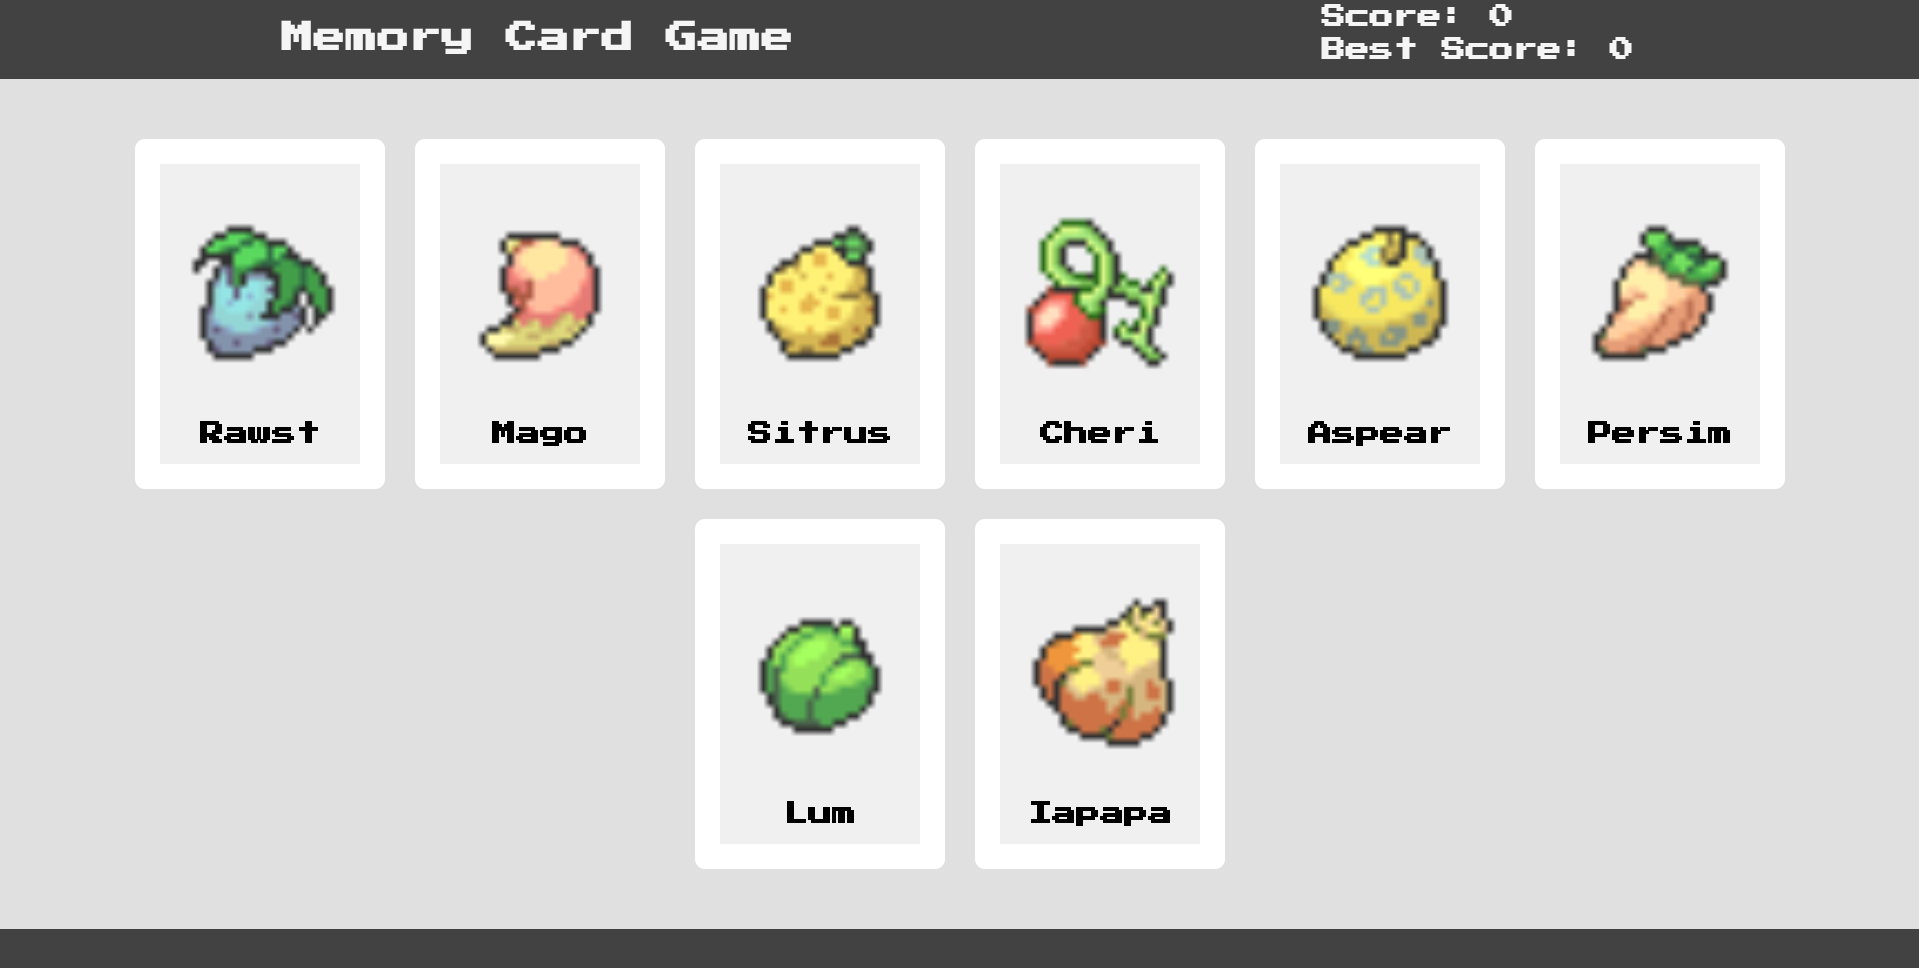 Memory Card Game
Score: 0
Best Score: 0
Rawst
Mago
Sitrus
Cheri
Aspear
Persim
Lum
Iapapa